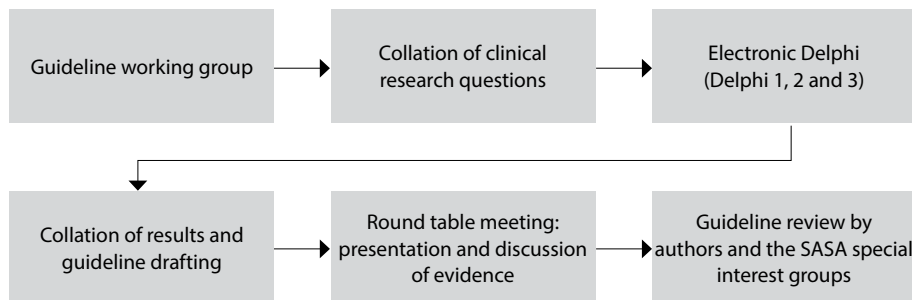 Guideline working group
Collation of clinical
research questions
Electronic Delphi
(Delphi 1, 2 and 3)
Collation of results and
guideline drafting
Round table meeting:
presentation and discussion
of evidence
Guideline review by
authors and the SASA special
interest groups